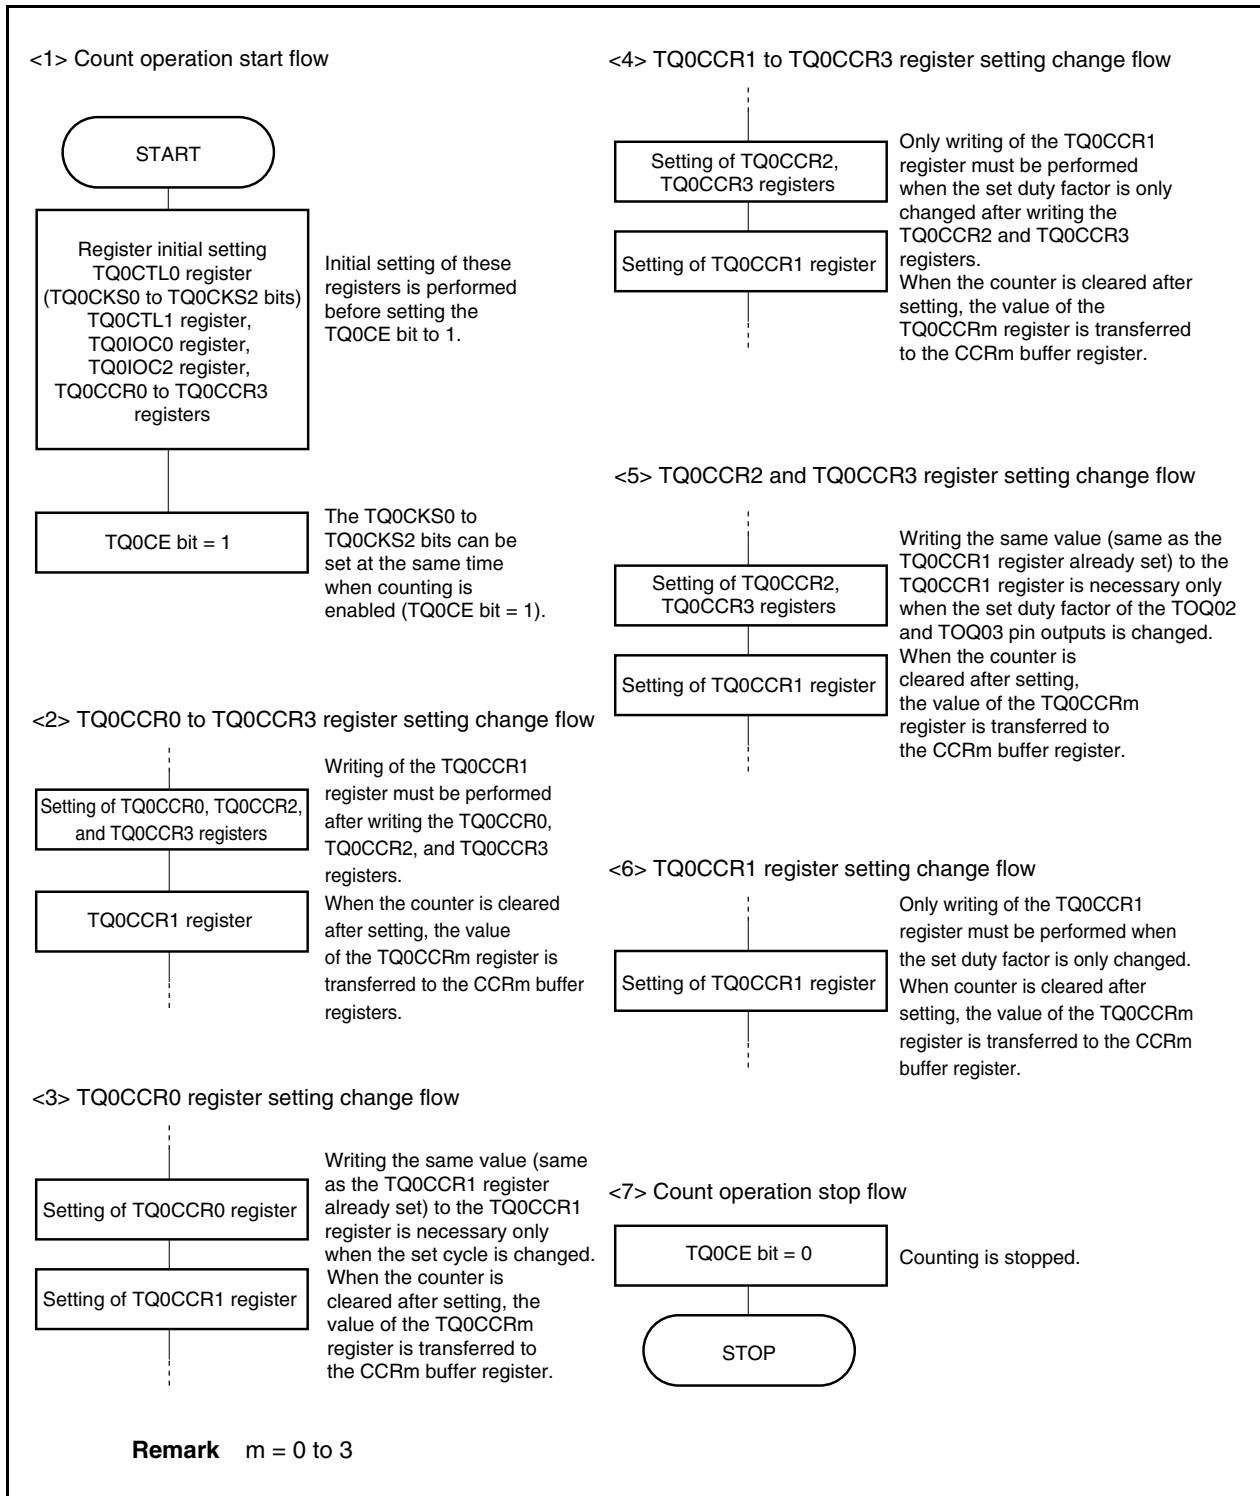 <1> Count operation start flow
START
Register initial setting
TQ0CTL0 register
(TQ0CKS0 to TQ0CKS2 bits)
TQ0CTL1 register,
TQ0IOC0 register,
TQ0IOC2 register,
TQ0CCR0 to TQ0CCR3
registers
Initial setting of these
registers is performed
before setting the
TQ0CE bit to 1.
TQ0CE bit = 1
The TQ0CKS0 to
TQ0CKS2 bits can be
set at the same time
when counting is
enabled (TQ0CE bit = 1).
<2> TQ0CCR0 to TQ0CCR3 register setting change flow
Setting of TQ0CCR0, TQ0CCR2,
and TQ0CCR3 registers
TQ0CCR1 register
Writing of the TQ0CCR1
register must be performed
after writing the TQ0CCR0,
TQ0CCR2, and TQ0CCR3
registers.
When the counter is cleared
after setting, the value
of the TQ0CCRm register is
transferred to the CCRm buffer
registers.
<3> TQ0CCR0 register setting change flow
Setting of TQ0CCR0 register
Setting of TQ0CCR1 register
Writing the same value (same
as the TQ0CCR1 register
already set) to the TQ0CCR1
register is necessary only
when the set cycle is changed.
When the counter is
cleared after setting, the
value of the TQ0CCRm
register is transferred to
the CCRm buffer register.
<4> TQ0CCR1 to TQ0CCR3 register setting change flow
Setting of TQ0CCR2,
TQ0CCR3 registers
Setting of TQ0CCR1 register
Only writing of the TQ0CCR1
register must be performed
when the set duty factor is only
changed after writing the
TQ0CCR2 and TQ0CCR3
registers.
When the counter is cleared after
setting, the value of the
TQ0CCRm register is transferred
to the CCRm buffer register.
<5> TQ0CCR2 and TQ0CCR3 register setting change flow
Setting of TQ0CCR2,
TQ0CCR3 registers
Setting of TQ0CCR1 register
Writing the same value (same as the
TQ0CCR1 register already set) to the
TQ0CCR1 register is necessary only
when the set duty factor of the TOQ02
and TOQ03 pin outputs is changed.
When the counter is
cleared after setting,
the value of the TQ0CCRm
register is transferred to
the CCRm buffer register.
<6> TQ0CCR1 register setting change flow
Setting of TQ0CCR1 register
Only writing of the TQ0CCR1
register must be performed when
the set duty factor is only changed.
When counter is cleared after
setting, the value of the TQ0CCRm
register is transferred to the CCRm
buffer register.
<7> Count operation stop flow
TQ0CE bit = 0
Counting is stopped.
STOP
Remark m = 0 to 3